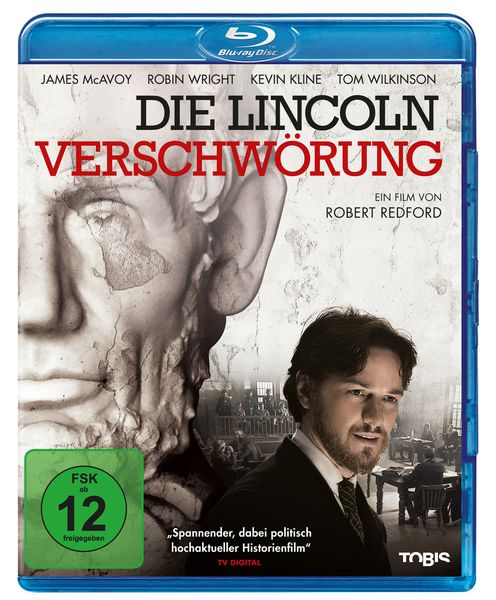 Blu-ray Disc™
JAMES McAVOY ROBIN WRIGHT KEVIN KLINE TOM WILKINSON
DIE LINCOLN
VERSCHWÖRUNG
EIN FILM VON
ROBERT REDFORD
FSK
ab
12
freigegeben
„Spannender, dabei politisch
hochaktueller Historienfilm“
TV DIGITAL
TOBIS